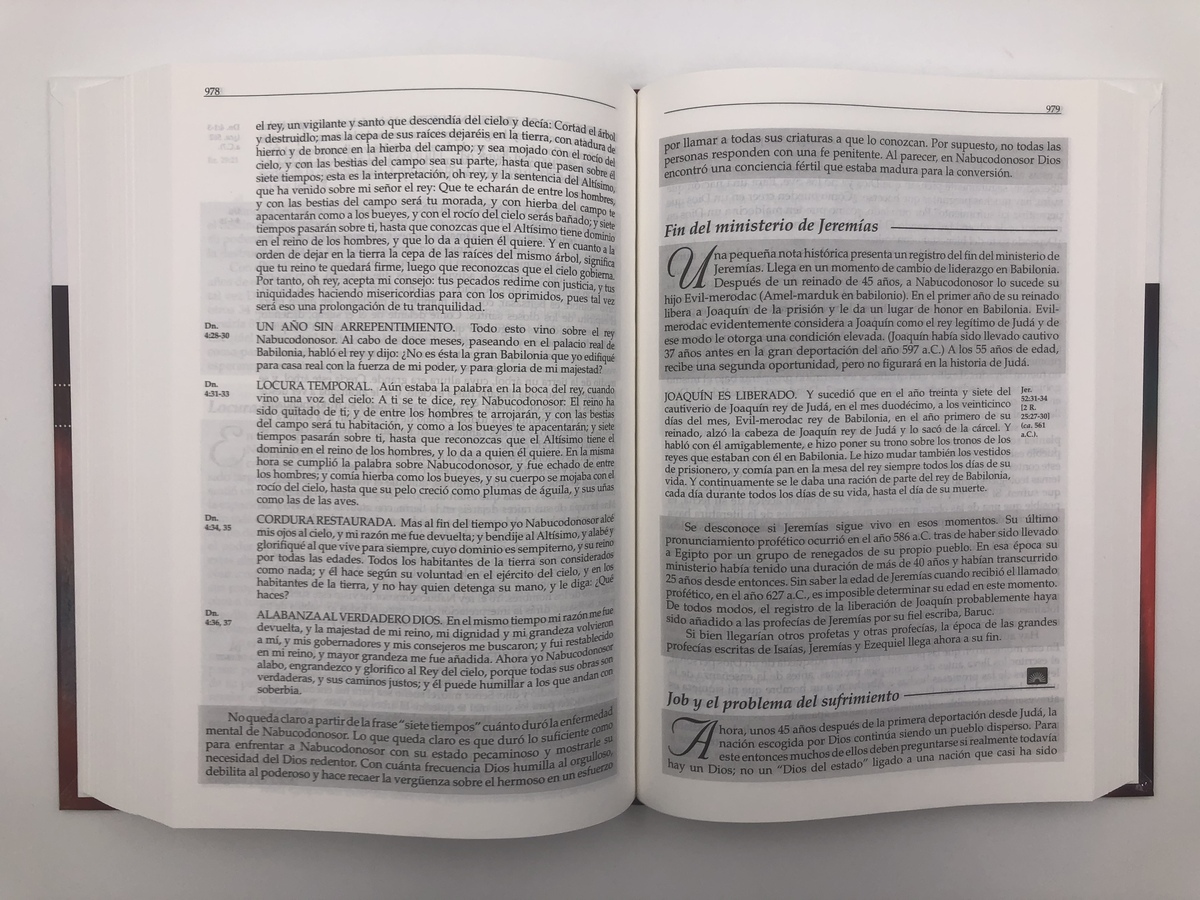 978
el rey, un vigilante y santo que descendía del cielo y decía: Cortad el árbol
y destruidlo; mas la cepa de sus raíces dejaréis en la tierra, con atadura de
hierro y de bronce en la hierba del campo; y sea mojado con el rocío del
cielo, y con las bestias del campo sea su parte, hasta que pasen sobre él
siete tiempos; esta es la interpretación, oh rey, y la sentencia del Altísimo,
que ha venido sobre mi señor el rey: Que te echarán de entre los hombres,
y con las bestias del campo será tu morada, y con hierba del campo te
apacentarán como a los bueyes, y con el rocío del cielo serás bañado; y siete
tiempos pasarán sobre ti, hasta que conozcas que el Altísimo tiene dominio
en el reino de los hombres, y que lo da a quien él quiere. Y en cuanto a la
orden de dejar en la tierra la cepa de las raíces del mismo árbol, significa
que tu reino te quedará firme, luego que reconozcas que el cielo gobierna.
Por tanto, oh rey, acepta mi consejo: tus pecados redime con justicia, y tus
iniquidades haciendo misericordias para con los oprimidos, pues tal vez
será eso una prolongación de tu tranquilidad.
Dn.
4:28-30
UN AÑO SIN ARREPENTIMIENTO. Todo esto vino sobre el rey
Nabucodonosor. Al cabo de doce meses, paseando en el palacio real de
Babilonia, habló el rey y dijo: ¿No es ésta la gran Babilonia que yo edifiqué
para casa real con la fuerza de mi poder, y para gloria de mi majestad?
Dn.
4:31-33
LOCURA TEMPORAL. Aún estaba la palabra en la boca del rey, cuando
vino una voz del cielo: A ti se te dice, rey Nabucodonosor: El reino ha
sido quitado de ti; y de entre los hombres te arrojarán, y con las bestias
del campo será tu habitación, y como a los bueyes te apacentarán; y siete
tiempos pasarán sobre ti, hasta que reconozcas que el Altísimo tiene el
dominio en el reino de los hombres, y lo da a quien él quiere. En la misma
hora se cumplió la palabra sobre Nabucodonosor, y fue echado de entre
los hombres; y comía hierba como los bueyes, y su cuerpo se mojaba con el
rocío del cielo, hasta que su pelo creció como plumas de águila, y sus uñas
como las de las aves.
Dn.
4:34, 35
CORDURA RESTAURADA. Mas al fin del tiempo yo Nabucodonosor alcé
mis ojos al cielo, y mi razón me fue devuelta; y bendije al Altísimo, y alabé y
glorifiqué al que vive para siempre, cuyo dominio es sempiterno, y su reino
por todas las edades. Todos los habitantes de la tierra son considerados
como nada; y él hace según su voluntad en el ejército del cielo, y en los
habitantes de la tierra, y no hay quien detenga su mano, y le diga: ¿Qué
haces?
Dn.
4:36, 37
ALABANZA AL VERDADERO DIOS. En el mismo tiempo mi razón me fue
devuelta, y la majestad de mi reino, mi dignidad y mi grandeza volvieron
a mí, y mis gobernadores y mis consejeros me buscaron; y fui restablecido
en mi reino, y mayor grandeza me fue añadida. Ahora yo Nabucodonosor
alabo, engrandezco y glorifico al Rey del cielo, porque todas sus obras son
verdaderas, y sus caminos justos; y él puede humillar a los que andan con
soberbia.
No queda claro a partir de la frase "siete tiempos" cuánto duró la enfermedad
mental de Nabucodonosor. Lo que queda claro es que duró lo suficiente como
para enfrentar a Nabucodonosor con su estado pecaminoso y mostrarle su
necesidad del Dios redentor. Con cuánta frecuencia Dios humilla al orgulloso,
debilita al poderoso y hace recaer la vergüenza sobre el hermoso en un esfuerzo
979
por llamar a todas sus criaturas a que lo conozcan. Por supuesto, no todas las
personas responden con una fe penitente. Al parecer, en Nabucodonosor Dios
encontró una conciencia fértil que estaba madura para la conversión.
Fin del ministerio de Jeremías
Una pequeña nota histórica presenta un registro del fin del ministerio de
Jeremías. Llega en un momento de cambio de liderazgo en Babilonia.
Después de un reinado de 45 años, a Nabucodonosor lo sucede su
hijo Evil-merodac (Amel-marduk en babilonio). En el primer año de su reinado
libera a Joaquín de la prisión y le da un lugar de honor en Babilonia. Evil-
merodac evidentemente considera a Joaquín como el rey legítimo de Judá y de
ese modo le otorga una condición elevada. (Joaquín había sido llevado cautivo
37 años antes en la gran deportación del año 597 a.C.) A los 55 años de edad,
recibe una segunda oportunidad, pero no figurará en la historia de Judá.
JOAQUÍN ES LIBERADO. Y sucedió que en el año treinta y siete del
cautiverio de Joaquín rey de Judá, en el mes duodécimo, a los veinticinco
días del mes, Evil-merodac rey de Babilonia, en el año primero de su
reinado, alzó la cabeza de Joaquín rey de Judá y lo sacó de la cárcel. Y
habló con él amigablemente, e hizo poner su trono sobre los tronos de los
reyes que estaban con él en Babilonia. Le hizo mudar también los vestidos
de prisionero, y comía pan en la mesa del rey siempre todos los días de su
vida. Y continuamente se le daba una ración de parte del rey de Babilonia,
cada día durante todos los días de su vida, hasta el día de su muerte.
Jer.
52:31-34
[2 R.
25:27-30]
(ca. 561
a.C.).
Se desconoce si Jeremías sigue vivo en esos momentos. Su último
pronunciamiento profético ocurrió en el año 586 a.C. tras de haber sido llevado
a Egipto por un grupo de renegados de su propio pueblo. En esa época su
ministerio había tenido una duración de más de 40 años y habían transcurrido
25 años desde entonces. Sin saber la edad de Jeremías cuando recibió el llamado
profético, en el año 627 a.C., es imposible determinar su edad en este momento.
De todos modos, el registro de la liberación de Joaquín probablemente haya
sido añadido a las profecías de Jeremías por su fiel escriba, Baruc.
Si bien llegarían otros profetas y otras profecías, la época de las grandes
profecías escritas de Isaías, Jeremías y Ezequiel llega ahora a su fin.
Job y el problema del sufrimiento
Ahora, unos 45 años después de la primera deportación desde Judá, la
nación escogida por Dios continúa siendo un pueblo disperso. Para
este entonces muchos de ellos deben preguntarse si realmente todavía
hay un Dios; no un "Dios del estado" ligado a una nación que casi ha sido